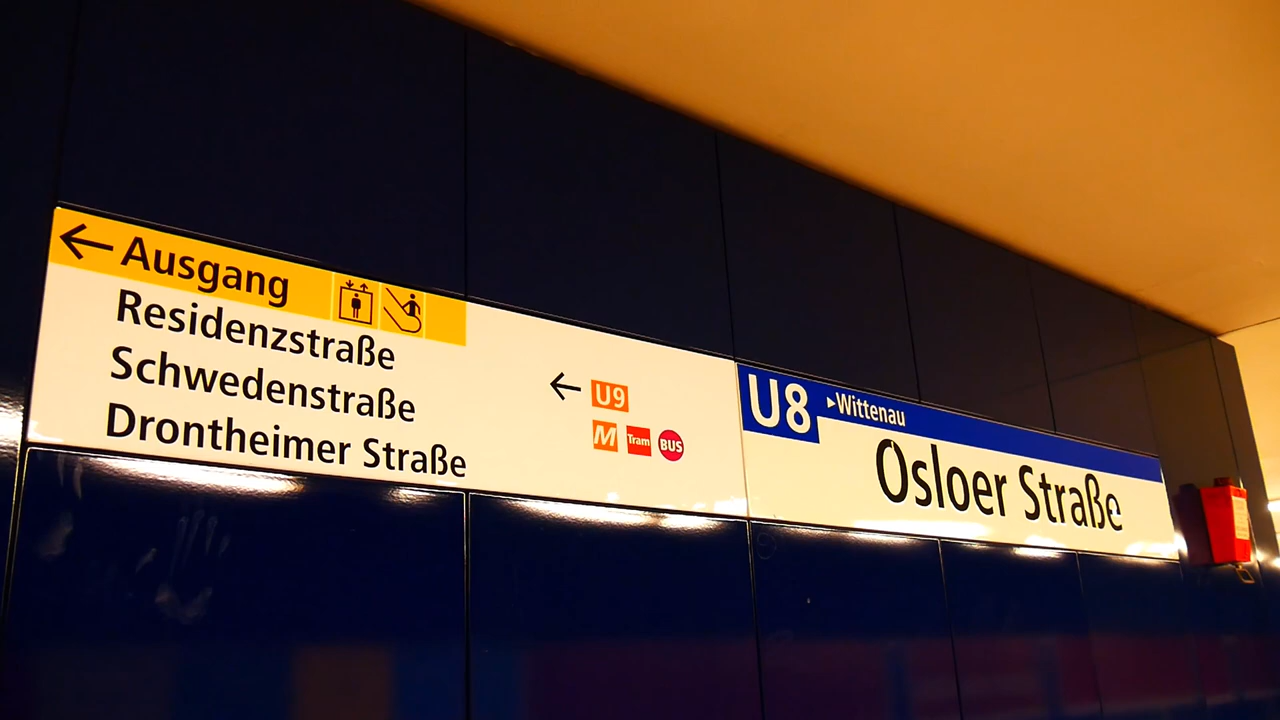 Ausgang
Residenzstraße
Schwedenstraße
Drontheimer Straße
U9
M Tram BUS
U8 Wittenau
Osloer Straße